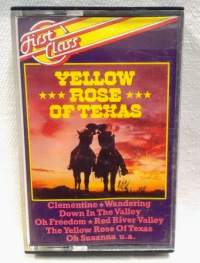 First
Class
YELLOW
★★★ ROSE ★★★
OF TEXAS
Clementine ★ Wandering
Down In The Valley
Oh Freedom ★ Red River Valley
The Yellow Rose Of Texas
Oh Susanna u.a.